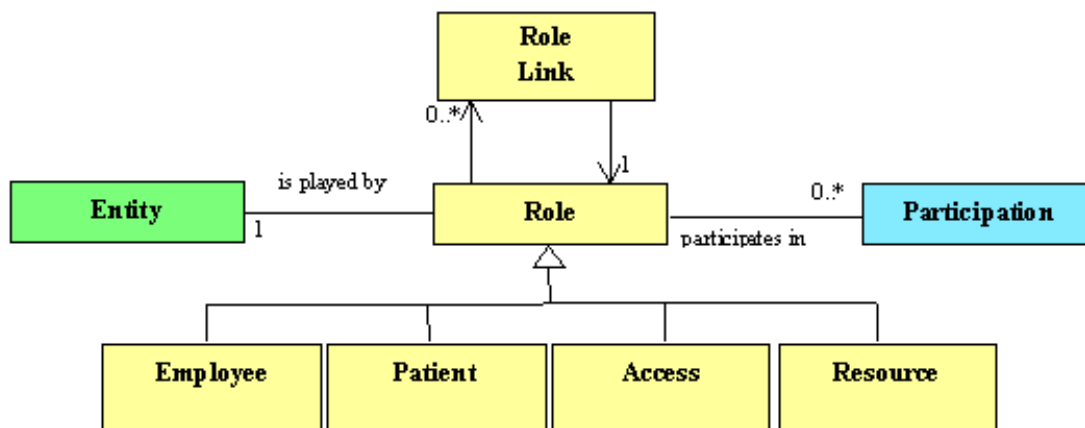 Role
Link
0..*
1
is played by
Entity
1
Role
0..*
participates in
Participation
Employee
Patient
Access
Resource